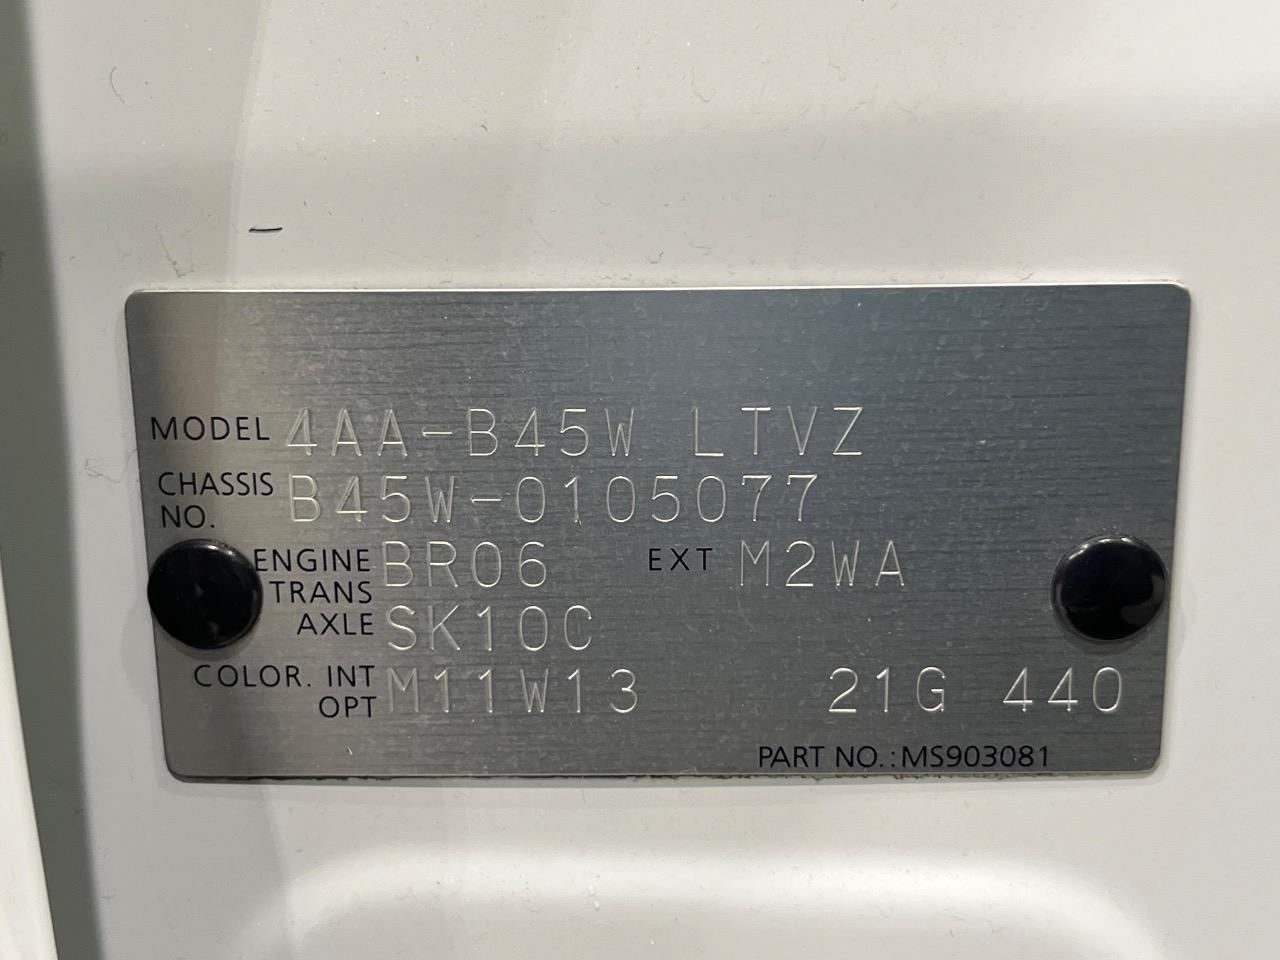 MODEL 4AA-B45W LTVZ
CHASSIS NO. B45W-0105077
ENGINE BR06 EXT M2WA
TRANS AXLE SK10C
COLOR. INT OPT M11W13 21G 440
PART NO.:MS903081